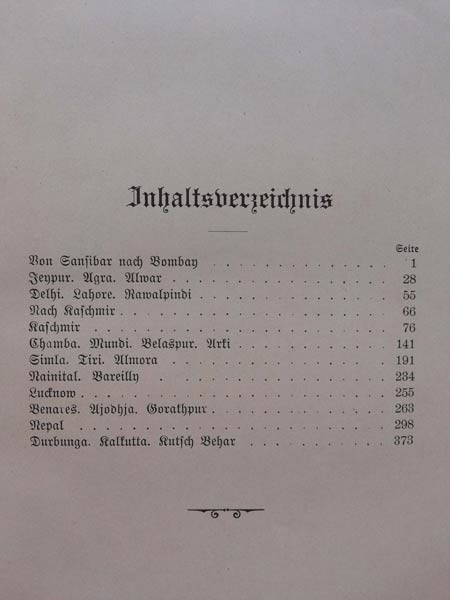 Inhaltsverzeichnis
Seite
Von Sansibar nach Bombay . . . . . . . . . . . . 1
Jeypur. Agra. Alwar . . . . . . . . . . . . . . 28
Delhi. Lahore. Rawalpindi . . . . . . . . . . . . 55
Nach Kaschmir . . . . . . . . . . . . . . . . . 66
Kaschmir . . . . . . . . . . . . . . . . . . 76
Chamba. Mundi. Belaspur. Arki . . . . . . . . . . 141
Simla. Tiri. Almora . . . . . . . . . . . . . . 191
Nainital. Bareilly . . . . . . . . . . . . . . 234
Lucknow . . . . . . . . . . . . . . . . . . . 255
Benares. Ajodhja. Gorathpur . . . . . . . . . . . 263
Nepal . . . . . . . . . . . . . . . . . . . 298
Durbunga. Kalkutta. Kutsch Behar . . . . . . . . . 373